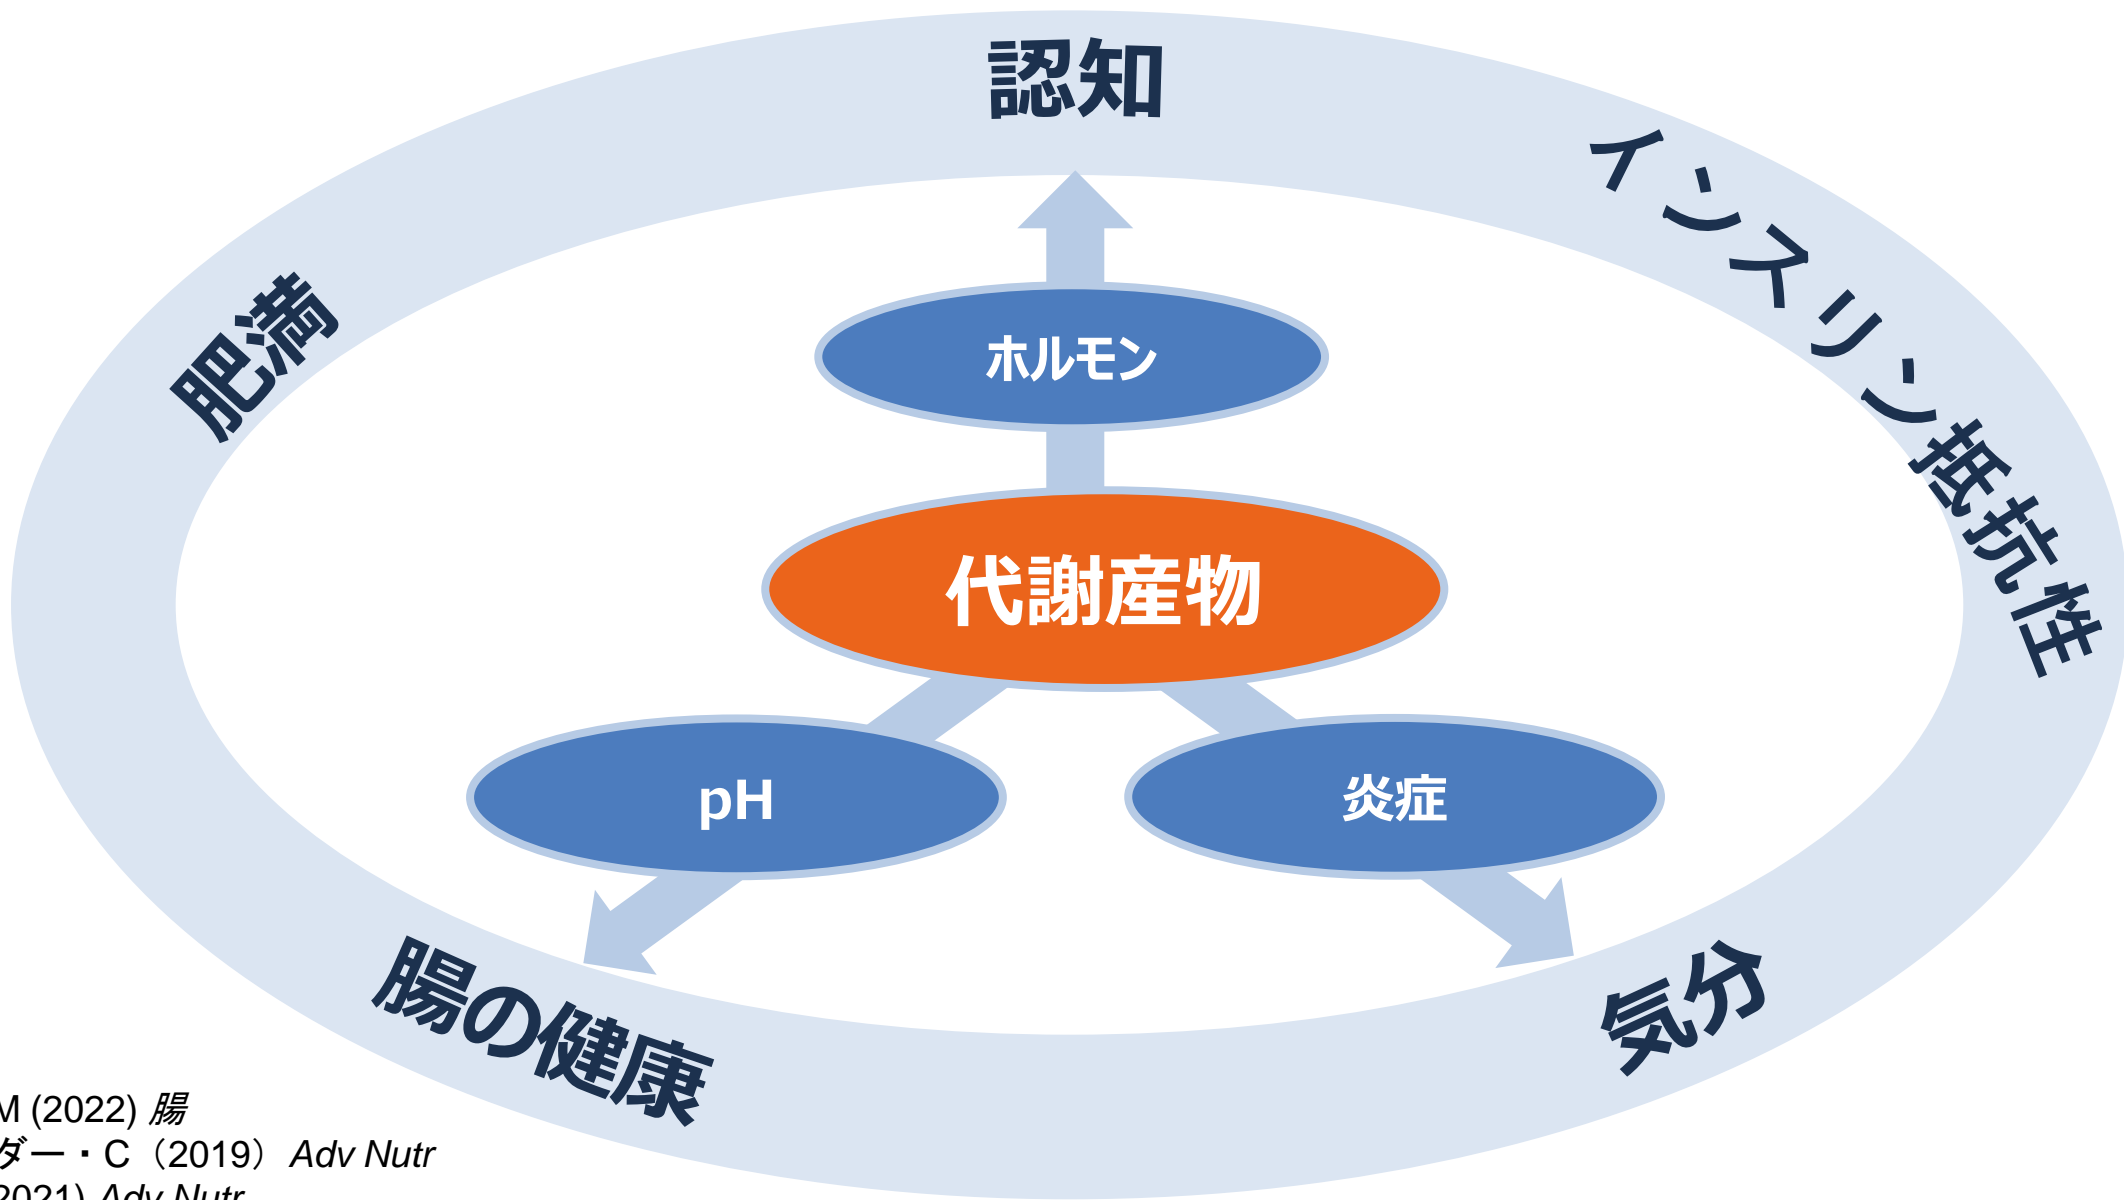 認知
インスリン抵抗性
肥満
ホルモン
代謝産物
pH
炎症
腸の健康
気分
M (2022) 腸
ダー・C（2019）Adv Nutr
2021) Adv Nutr